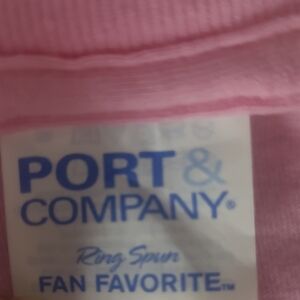 PORT &
COMPANY®
Ring Spun
FAN FAVORITE™